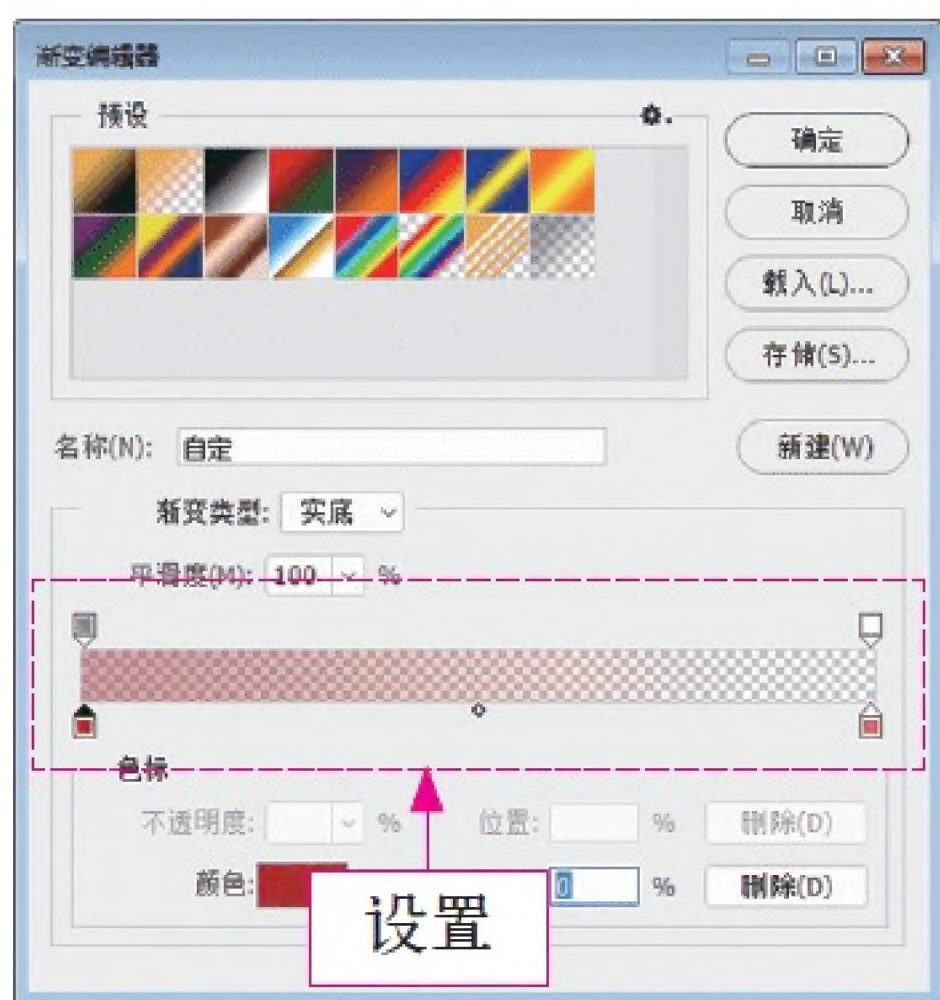 渐变编辑器
预设
确定
取消
载入(L)...
存储(S)...
名称(N): 自定 新建(W)
渐变类型: 实底
平滑度(M): 100 %
色标
不透明度: % 位置: % 删除(D)
颜色: 0 % 删除(D)
设置